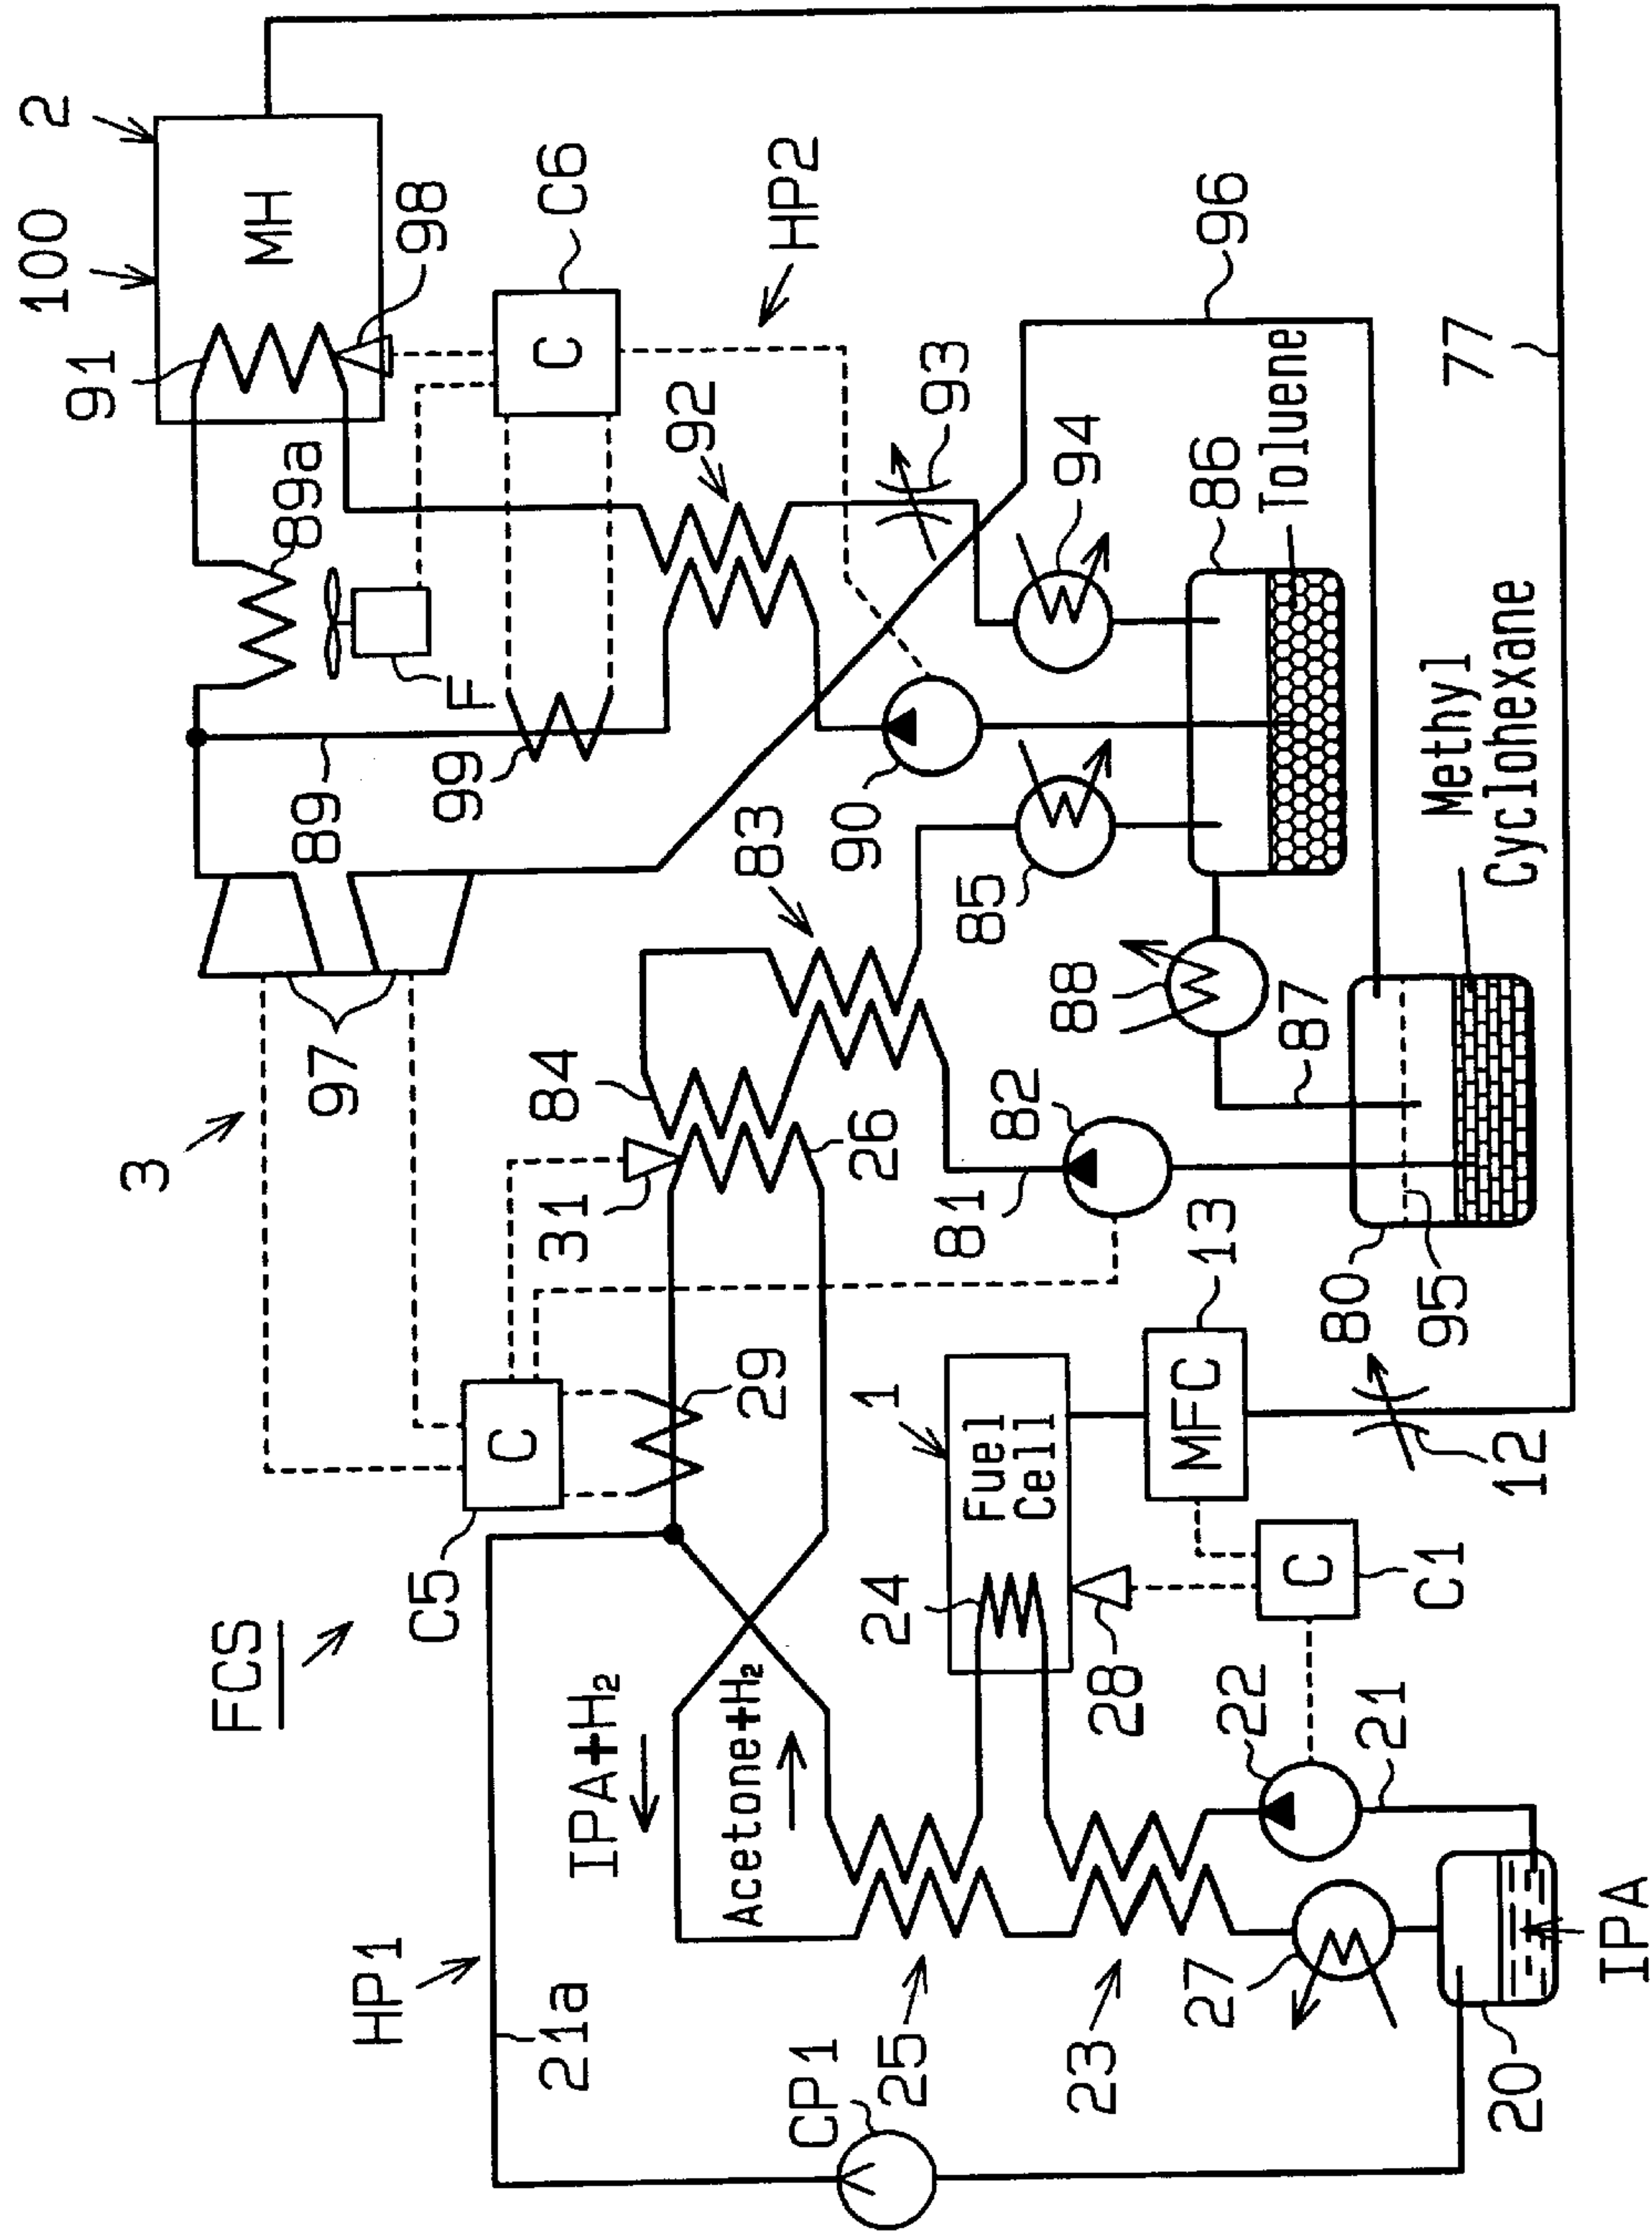 FCS
3
100
2
91
MH
98
89a
C6
C
HP2
F
89
99
92
93
96
97
83
90
94
86
Toluene
77
84
85
88
87
Methyl
Cyclohexane
31
26
82
81
80
95
C5
C
29
1
Fuel
Cell
24
28
13
MFC
12
C
C1
HP1
IPA+H₂
Acetone+H₂
21a
CP1
25
23
22
21
27
20
IPA